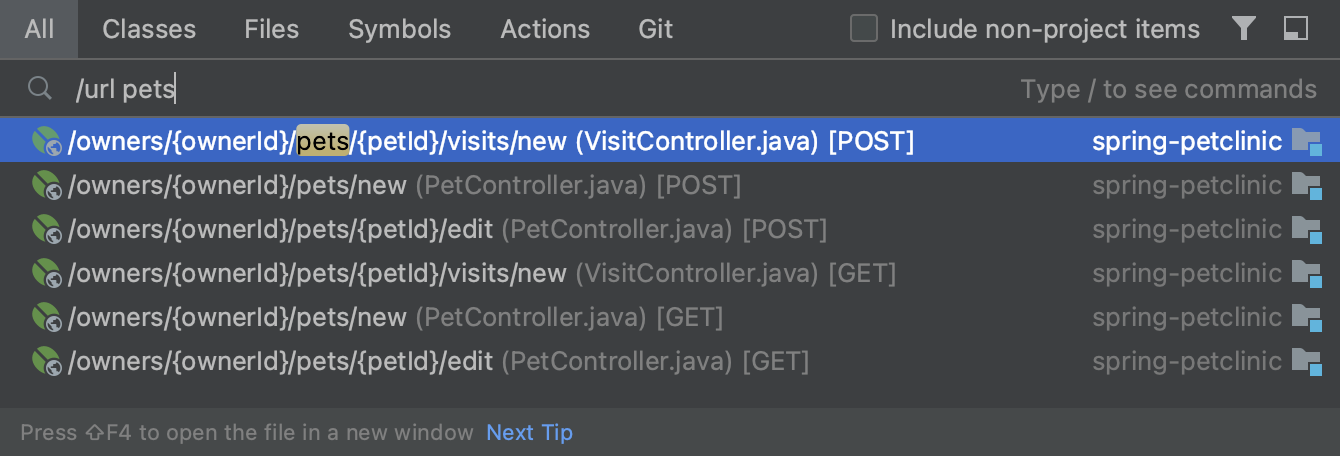 All Classes Files Symbols Actions Git Include non-project items
/url pets Type / to see commands
/owners/{ownerId}/pets/{petId}/visits/new (VisitController.java) [POST] spring-petclinic
/owners/{ownerId}/pets/new (PetController.java) [POST] spring-petclinic
/owners/{ownerId}/pets/{petId}/edit (PetController.java) [POST] spring-petclinic
/owners/{ownerId}/pets/{petId}/visits/new (VisitController.java) [GET] spring-petclinic
/owners/{ownerId}/pets/new (PetController.java) [GET] spring-petclinic
/owners/{ownerId}/pets/{petId}/edit (PetController.java) [GET] spring-petclinic
Press ⇧F4 to open the file in a new window Next Tip